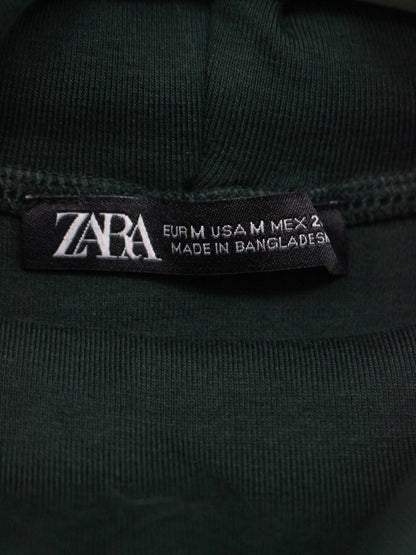 ZARA
EUR M USA M MEX 2
MADE IN BANGLADESH